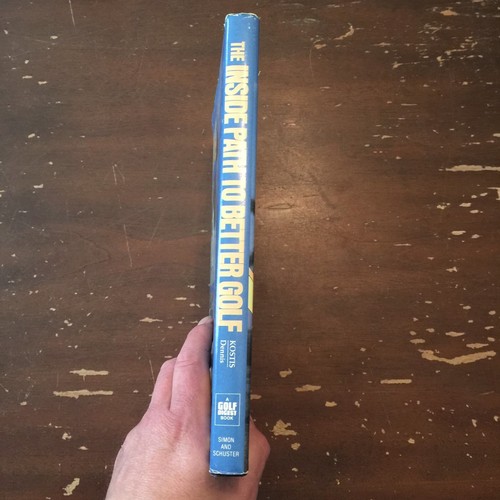 THE INSIDE PATH TO BETTER GOLF
KOSTIS
Dennis
A
GOLF
DIGEST
BOOK
SIMON
AND
SCHUSTER